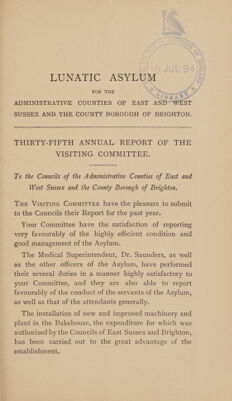 18 JUL 94
LIBRARY
LUNATIC ASYLUM
FOR THE
ADMINISTRATIVE COUNTIES OF EAST AND WEST
SUSSEX AND THE COUNTY BOROUGH OF BRIGHTON.
THIRTY-FIFTH ANNUAL REPORT OF THE
VISITING COMMITTEE.
To the Councils of the Administrative Counties of East and
West Sussex and the County Borough of Brighton.
THE VISITING COMMITTEE have the pleasure to submit
to the Councils their Report for the past year.
Your Committee have the satisfaction of reporting
very favourably of the highly efficient condition and
good management of the Asylum.
The Medical Superintendent, Dr. Saunders, as well
as the other officers of the Asylum, have performed
their several duties in a manner highly satisfactory to
your Committee, and they are also able to report
favourably of the conduct of the servants of the Asylum,
as well as that of the attendants generally.
The installation of new and improved machinery and
plant in the Bakehouse, the expenditure for which was
authorised by the Councils of East Sussex and Brighton,
has been carried out to the great advantage of the
establishment.